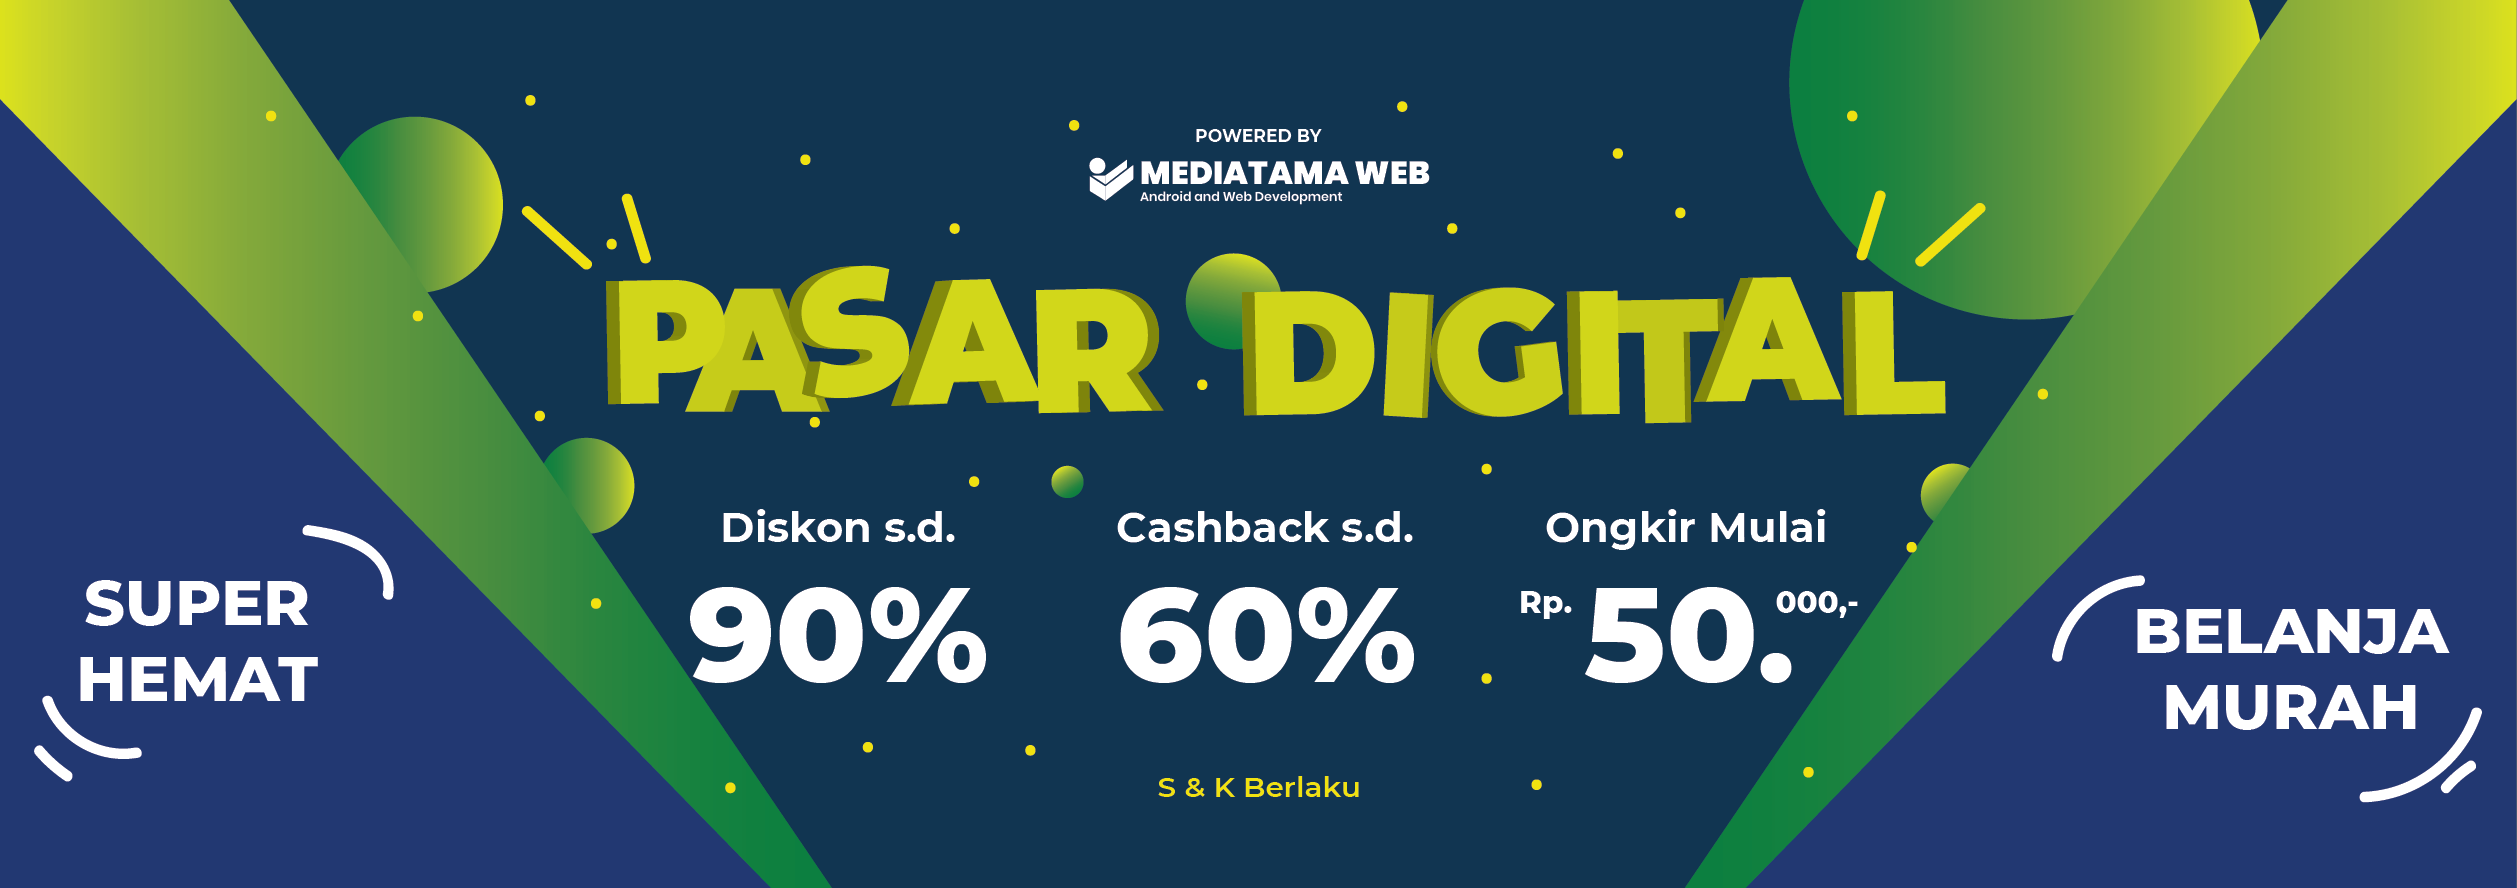 POWERED BY
MEDIATAMA WEB
Android and Web Development
PASAR DIGITAL
Diskon s.d.
90%
Cashback s.d.
60%
Ongkir Mulai
Rp. 50.000,-
SUPER
HEMAT
BELANJA
MURAH
S & K Berlaku